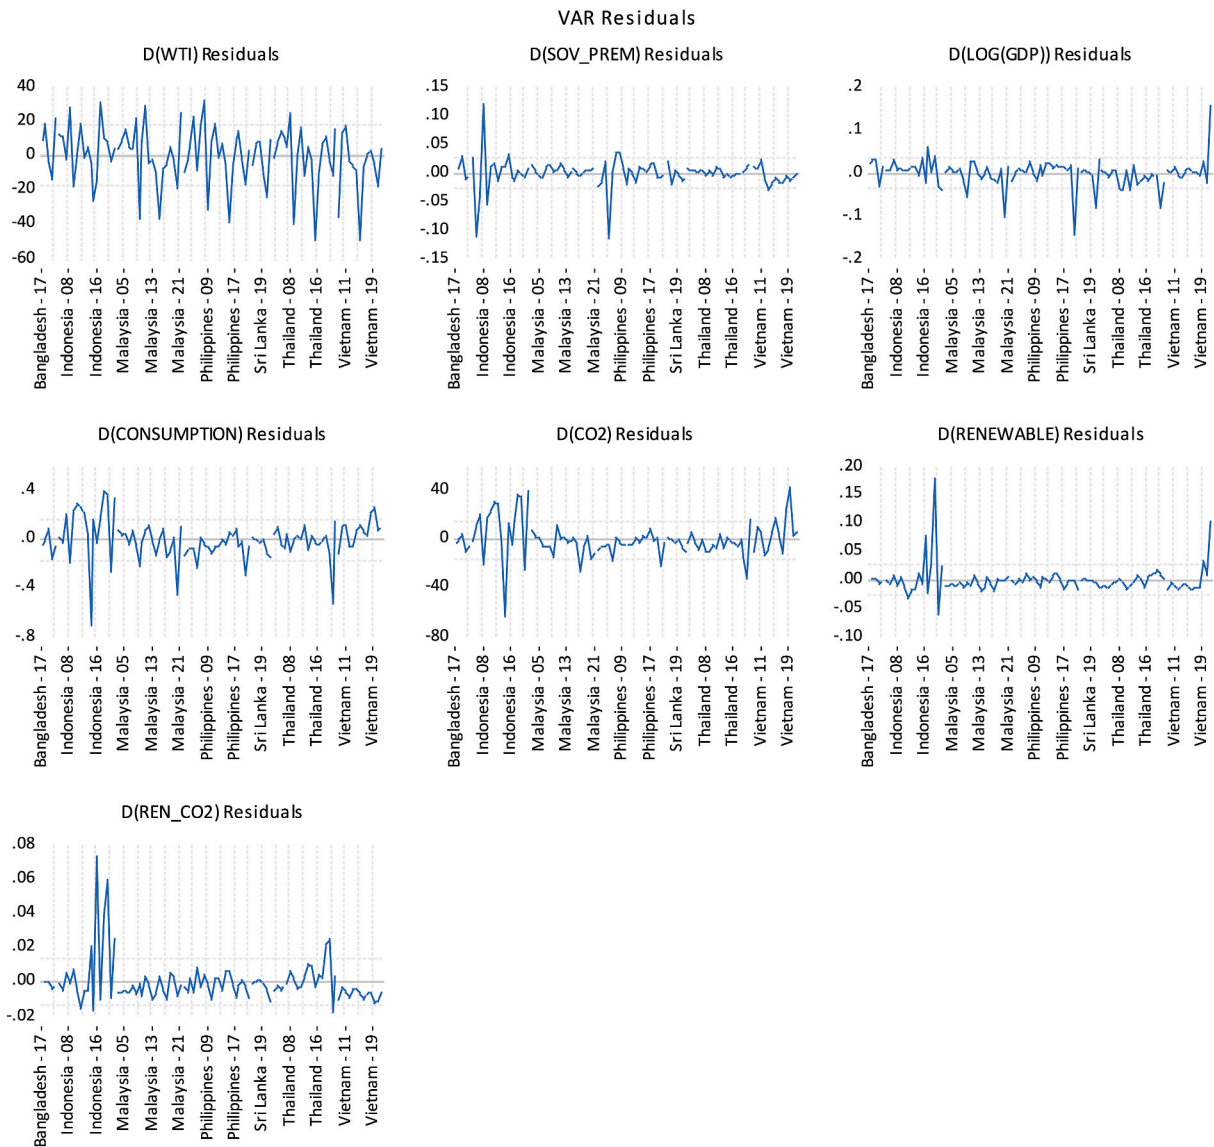 VAR Residuals
D(WTI) Residuals
40
20
0
-20
-40
-60
Bangladesh - 17
Indonesia - 08
Indonesia - 16
Malaysia - 05
Malaysia - 13
Malaysia - 21
Philippines - 09
Philippines - 17
Sri Lanka - 19
Thailand - 08
Thailand - 16
Vietnam - 11
Vietnam - 19
D(SOV_PREM) Residuals
.15
.10
.05
.00
-.05
-.10
-.15
Bangladesh - 17
Indonesia - 08
Indonesia - 16
Malaysia - 05
Malaysia - 13
Malaysia - 21
Philippines - 09
Philippines - 17
Sri Lanka - 19
Thailand - 08
Thailand - 16
Vietnam - 11
Vietnam - 19
D(LOG(GDP)) Residuals
.2
.1
.0
-.1
-.2
Bangladesh - 17
Indonesia - 08
Indonesia - 16
Malaysia - 05
Malaysia - 13
Malaysia - 21
Philippines - 09
Philippines - 17
Sri Lanka - 19
Thailand - 08
Thailand - 16
Vietnam - 11
Vietnam - 19
D(CONSUMPTION) Residuals
.4
.0
-.4
-.8
Bangladesh - 17
Indonesia - 08
Indonesia - 16
Malaysia - 05
Malaysia - 13
Malaysia - 21
Philippines - 09
Philippines - 17
Sri Lanka - 19
Thailand - 08
Thailand - 16
Vietnam - 11
Vietnam - 19
D(CO2) Residuals
40
0
-40
-80
Bangladesh - 17
Indonesia - 08
Indonesia - 16
Malaysia - 05
Malaysia - 13
Malaysia - 21
Philippines - 09
Philippines - 17
Sri Lanka - 19
Thailand - 08
Thailand - 16
Vietnam - 11
Vietnam - 19
D(RENEWABLE) Residuals
.20
.15
.10
.05
.00
-.05
-.10
Bangladesh - 17
Indonesia - 08
Indonesia - 16
Malaysia - 05
Malaysia - 13
Malaysia - 21
Philippines - 09
Philippines - 17
Sri Lanka - 19
Thailand - 08
Thailand - 16
Vietnam - 11
Vietnam - 19
D(REN_CO2) Residuals
.08
.06
.04
.02
.00
-.02
Bangladesh - 17
Indonesia - 08
Indonesia - 16
Malaysia - 05
Malaysia - 13
Malaysia - 21
Philippines - 09
Philippines - 17
Sri Lanka - 19
Thailand - 08
Thailand - 16
Vietnam - 11
Vietnam - 19